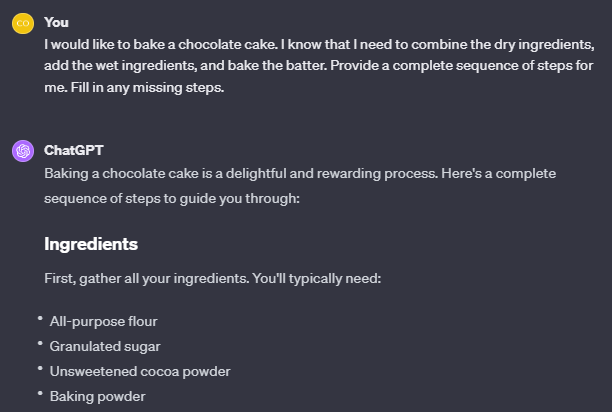 CO You
I would like to bake a chocolate cake. I know that I need to combine the dry ingredients,
add the wet ingredients, and bake the batter. Provide a complete sequence of steps for
me. Fill in any missing steps.
ChatGPT
Baking a chocolate cake is a delightful and rewarding process. Here's a complete
sequence of steps to guide you through:
Ingredients
First, gather all your ingredients. You'll typically need:
• All-purpose flour
• Granulated sugar
• Unsweetened cocoa powder
• Baking powder